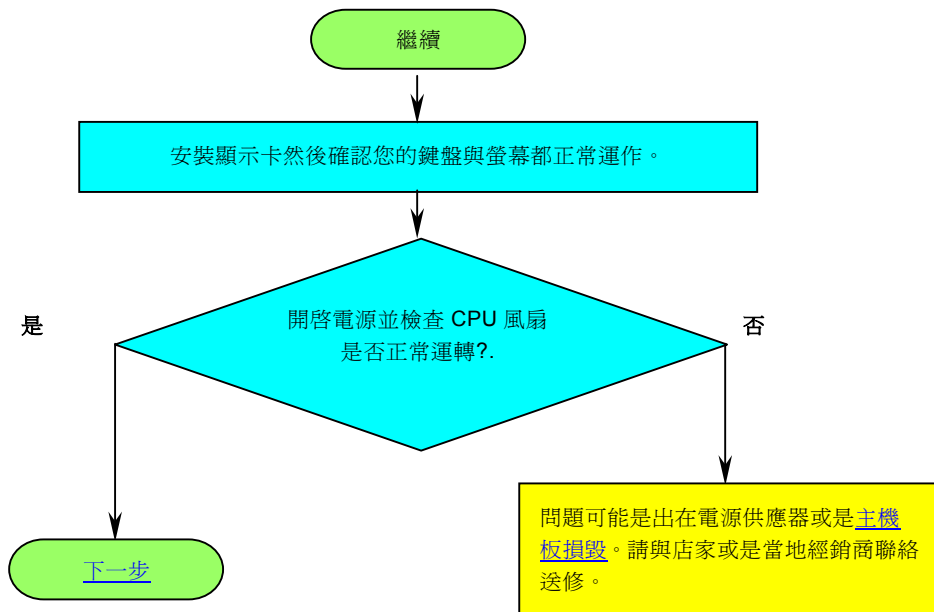 繼續
安裝顯示卡然後確認您的鍵盤與螢幕都正常運作。
開啓電源並檢查 CPU 風扇
是否正常運轉?.
是
否
問題可能是出在電源供應器或是主機
板損毀。請與店家或是當地經銷商聯絡
送修。
下一步